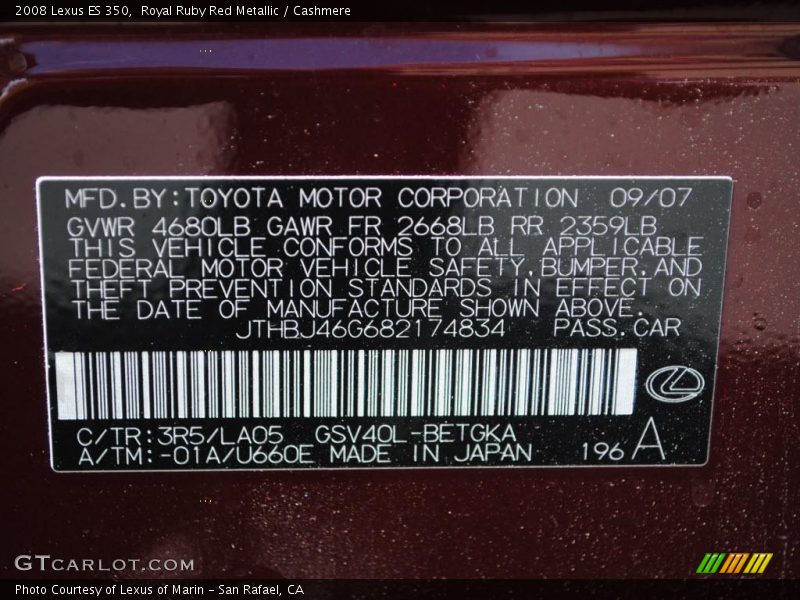 2008 Lexus ES 350,  Royal Ruby Red Metallic / Cashmere
MFD.BY:TOYOTA MOTOR CORPORATION 09/07
GVWR 4680LB GAWR FR 2668LB RR 2359LB
THIS VEHICLE CONFORMS TO ALL APPLICABLE
FEDERAL MOTOR VEHICLE SAFETY,BUMPER,AND
THEFT PREVENTION STANDARDS IN EFFECT ON
THE DATE OF MANUFACTURE SHOWN ABOVE.
JTHBJ46G682174834 PASS.CAR
C/TR:3R5/LA05 GSV40L-BETGKA
A/TM:-01A/U660E MADE IN JAPAN 196 A
GTCARLOT.COM
Photo Courtesy of Lexus of Marin - San Rafael, CA